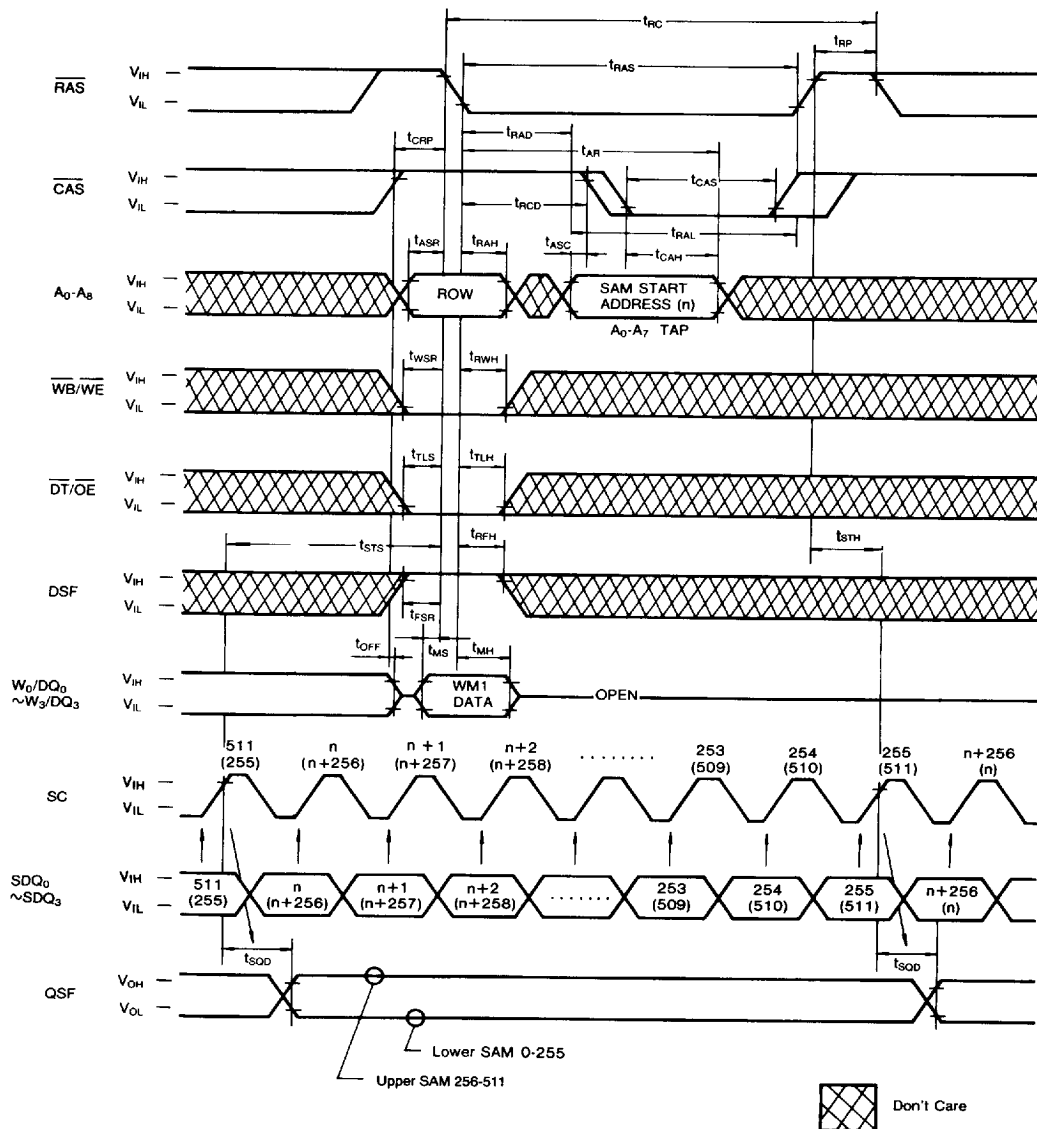 tRC
tRP
tRAS
RAS
VIH
VIL
tCRP
tRAD
tAR
CAS
VIH
VIL
tCAS
tRCD
tRAL
tASR
tRAH
tASC
tCAH
A0-A8
VIH
VIL
ROW
SAM START
ADDRESS (n)
A0-A7 TAP
tWSR
tRWH
WB/WE
VIH
VIL
tTLS
tTLH
DT/OE
VIH
VIL
tSTS
tRFH
tSTH
DSF
VIH
VIL
tFSR
tOFF
tMS
tMH
W0/DQ0
~W3/DQ3
VIH
VIL
WM1
DATA
OPEN
511 n n+1 n+2 ........ 253 254 255 n+256
(255) (n+256) (n+257) (n+258) (509) (510) (511) (n)
SC
VIH
VIL
SDQ0
~SDQ3
VIH
VIL
511 n n+1 n+2 ....... 253 254 255 n+256
(255) (n+256) (n+257) (n+258) (509) (510) (511) (n)
tSQD
tSQD
QSF
VOH
VOL
Lower SAM 0-255
Upper SAM 256-511
Don't Care